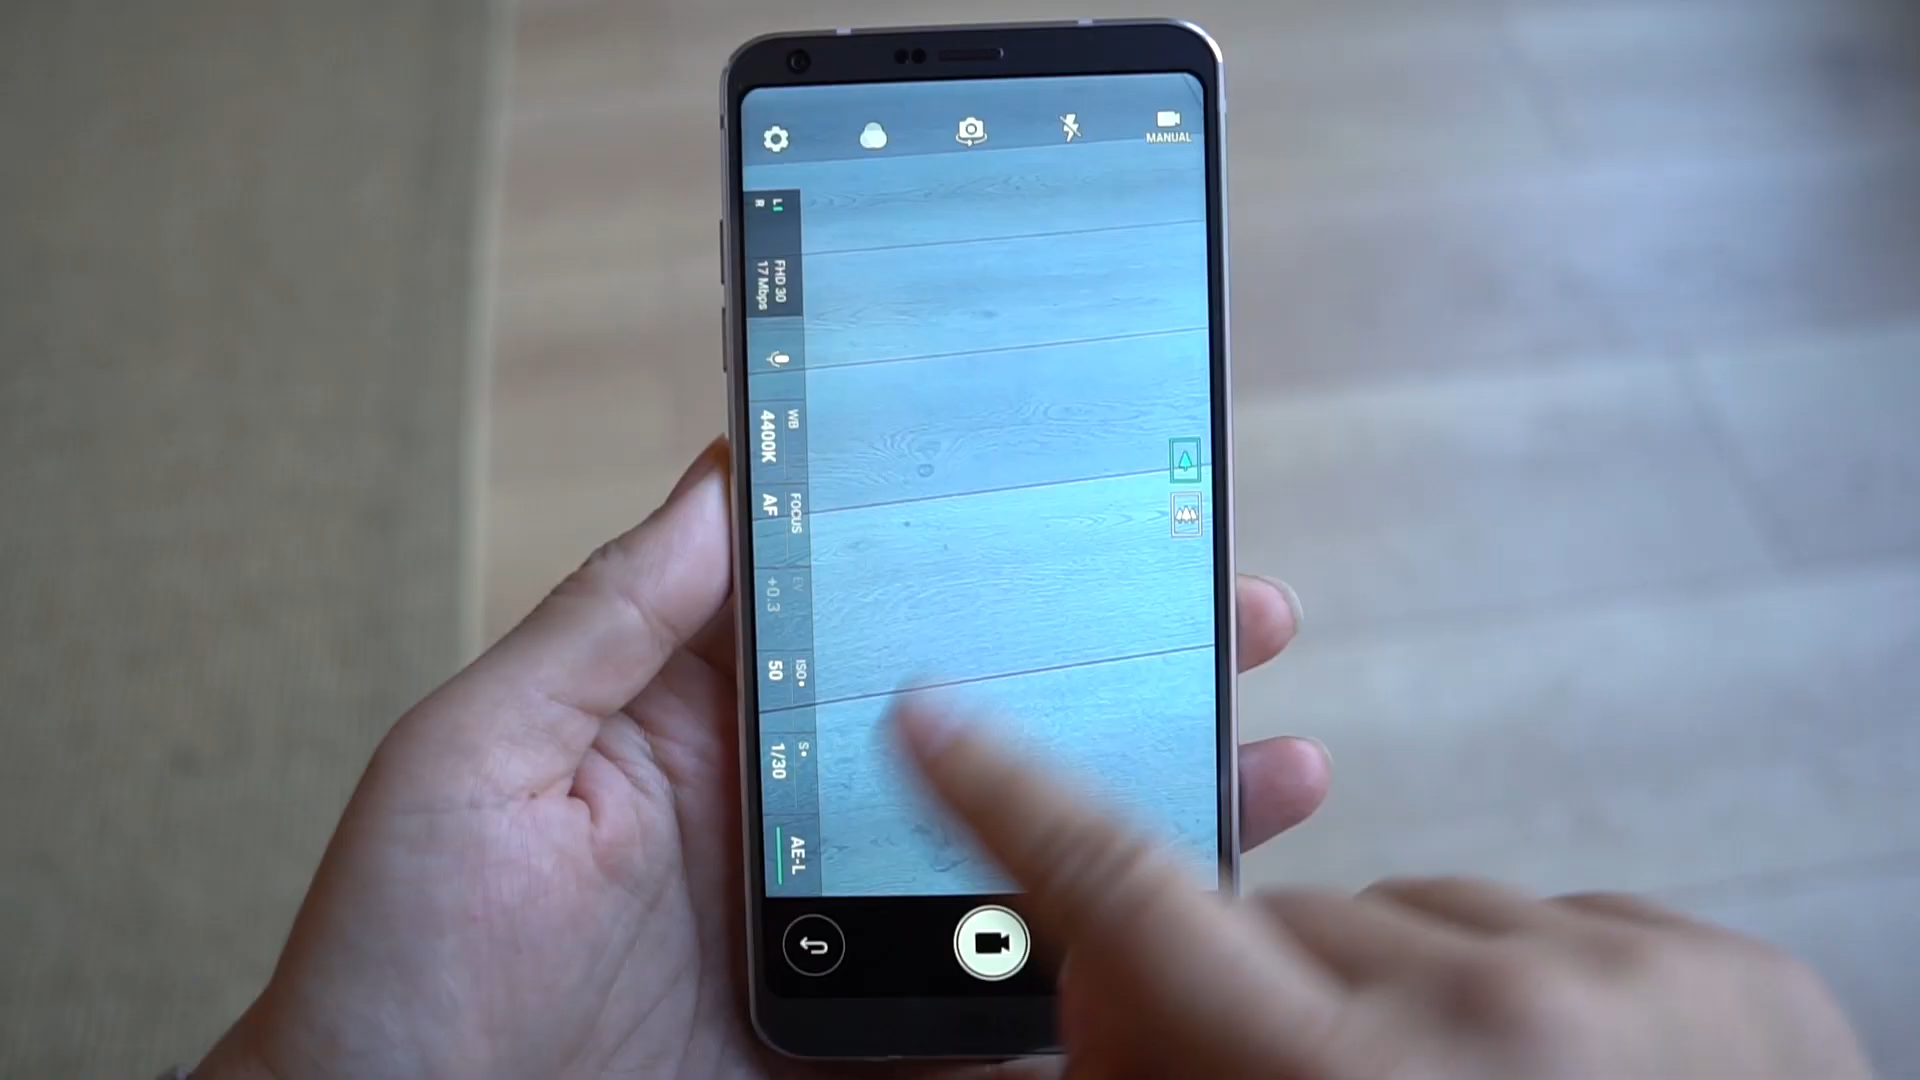 MANUAL
L
R
FHD 30
17 Mbps
WB
4400K
FOCUS
AF
EV
+0.3
ISO
50
S
1/30
AE-L